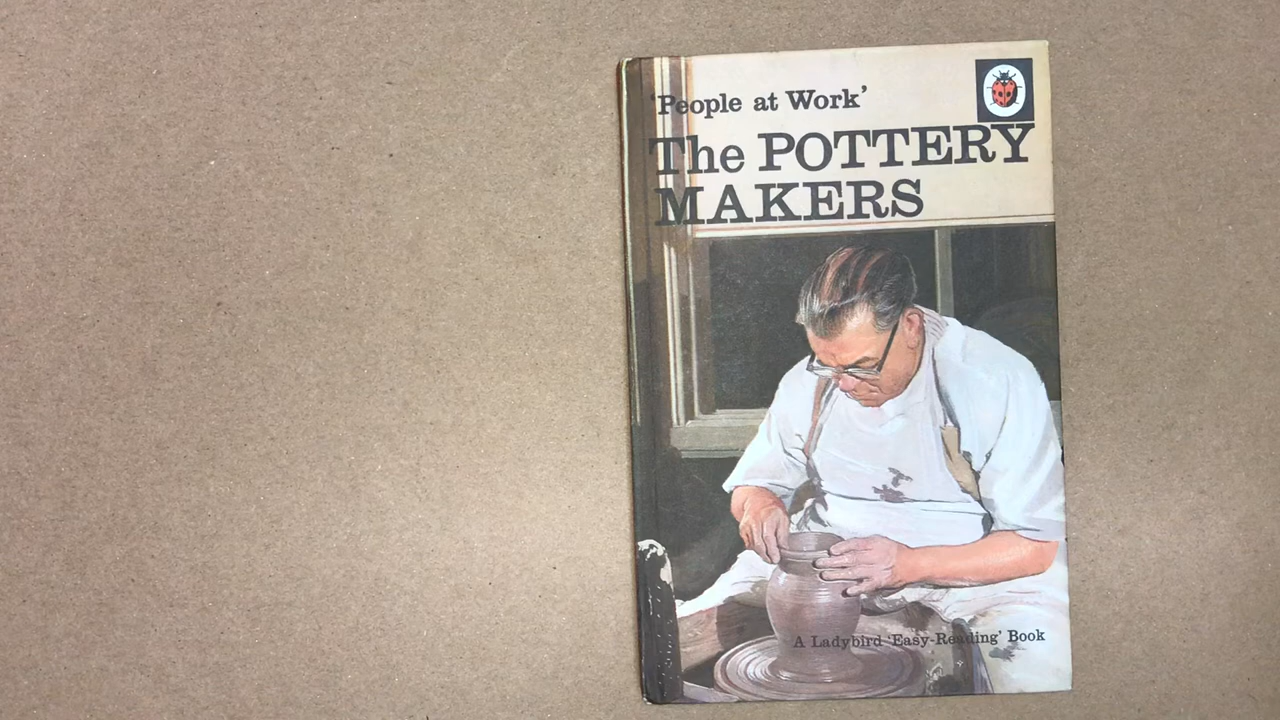 'People at Work'
The POTTERY
MAKERS
A Ladybird 'Easy-Reading' Book